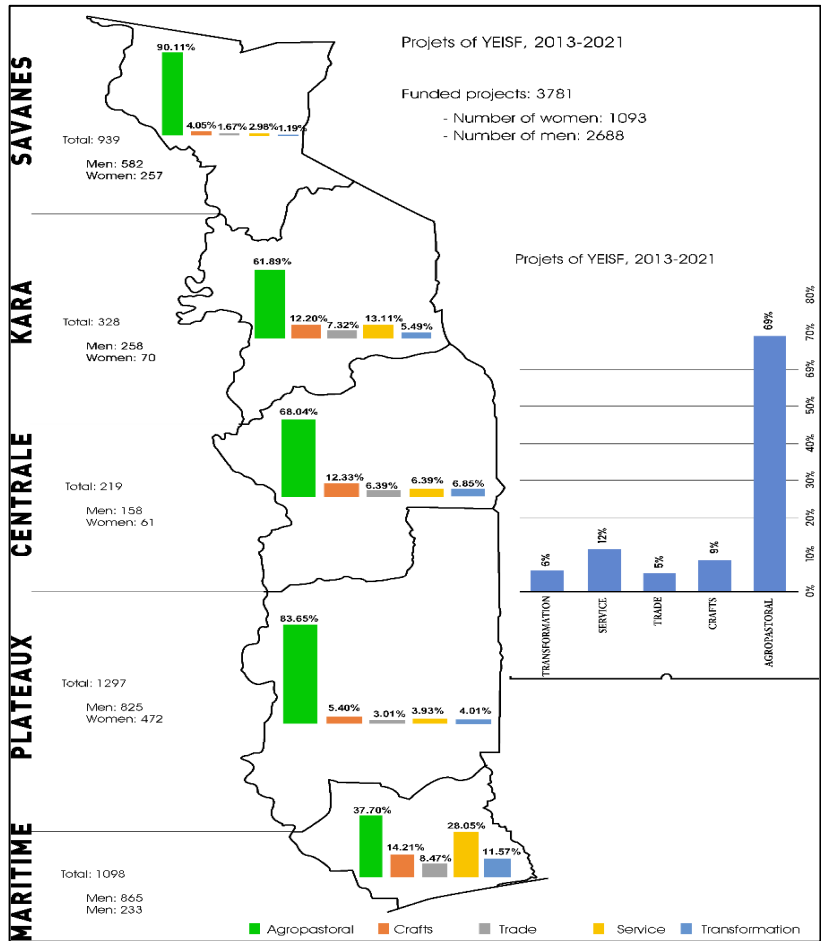 Projets of YEISF, 2013-2021
Funded projects: 3781
- Number of women: 1093
- Number of men: 2688
SAVANES
Total: 939
Men: 582
Women: 257
90.11%
4.05%
1.67%
2.98%
1.19%
KARA
Total: 328
Men: 258
Women: 70
61.89%
12.20%
7.32%
13.11%
5.49%
CENTRALE
Total: 219
Men: 158
Women: 61
68.04%
12.33%
6.39%
6.39%
6.85%
PLATEAUX
Total: 1297
Men: 825
Women: 472
83.65%
5.40%
3.01%
3.93%
4.01%
MARITIME
Total: 1098
Men: 865
Men: 233
37.70%
14.21%
8.47%
28.05%
11.57%
Projets of YEISF, 2013-2021
80%
70%
69%
50%
40%
30%
20%
10%
0%
6%
12%
5%
9%
69%
TRANSFORMATION
SERVICE
TRADE
CRAFTS
AGROPASTORAL
Agropastoral Crafts Trade Service Transformation